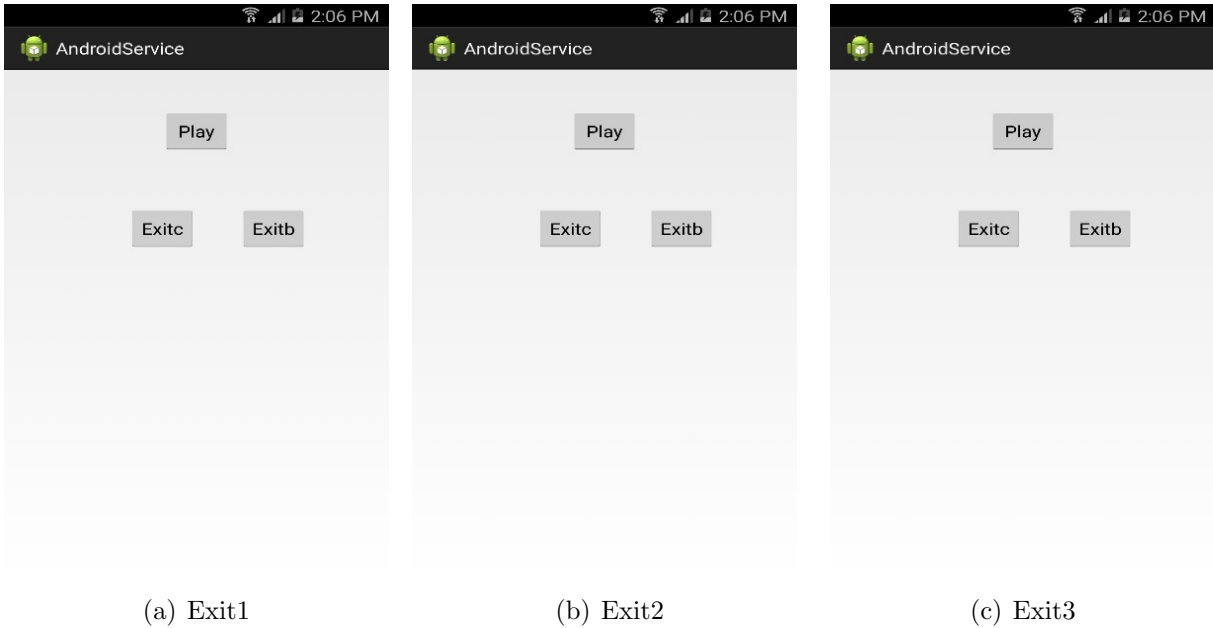 2:06 PM
AndroidService
Play
Exitc Exitb
(a) Exit1
2:06 PM
AndroidService
Play
Exitc Exitb
(b) Exit2
2:06 PM
AndroidService
Play
Exitc Exitb
(c) Exit3